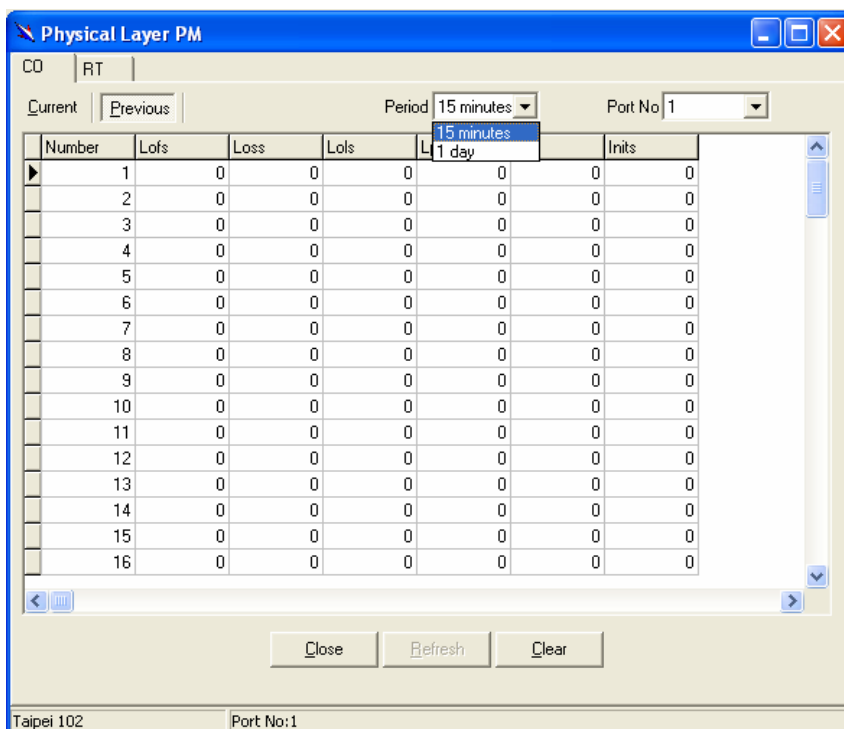 Physical Layer PM
CO RT
Current Previous Period 15 minutes Port No 1
15 minutes
1 day
Number Lofs Loss Lols Inits
1 0 0 0 0 0 0
2 0 0 0 0 0 0
3 0 0 0 0 0 0
4 0 0 0 0 0 0
5 0 0 0 0 0 0
6 0 0 0 0 0 0
7 0 0 0 0 0 0
8 0 0 0 0 0 0
9 0 0 0 0 0 0
10 0 0 0 0 0 0
11 0 0 0 0 0 0
12 0 0 0 0 0 0
13 0 0 0 0 0 0
14 0 0 0 0 0 0
15 0 0 0 0 0 0
16 0 0 0 0 0 0
Close Refresh Clear
Taipei 102 Port No:1